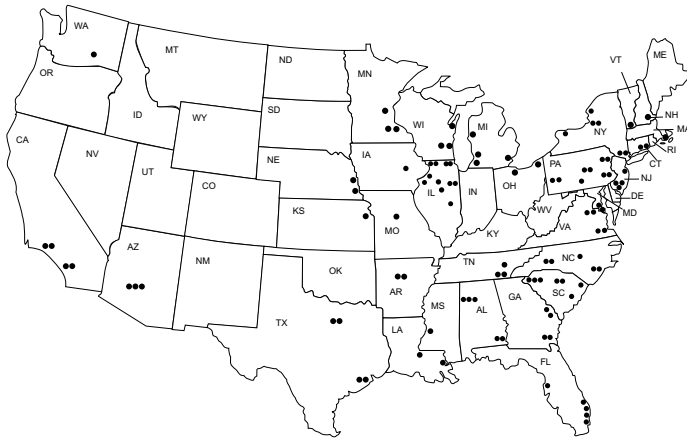 WA
MT
ND
MN
VT
ME
OR
ID
WY
SD
WI
MI
NY
NH
MA
RI
CT
CA
NV
UT
CO
NE
IA
IL
IN
OH
PA
NJ
DE
MD
WV
VA
KS
MO
KY
AZ
NM
OK
AR
TN
NC
SC
TX
LA
MS
AL
GA
FL